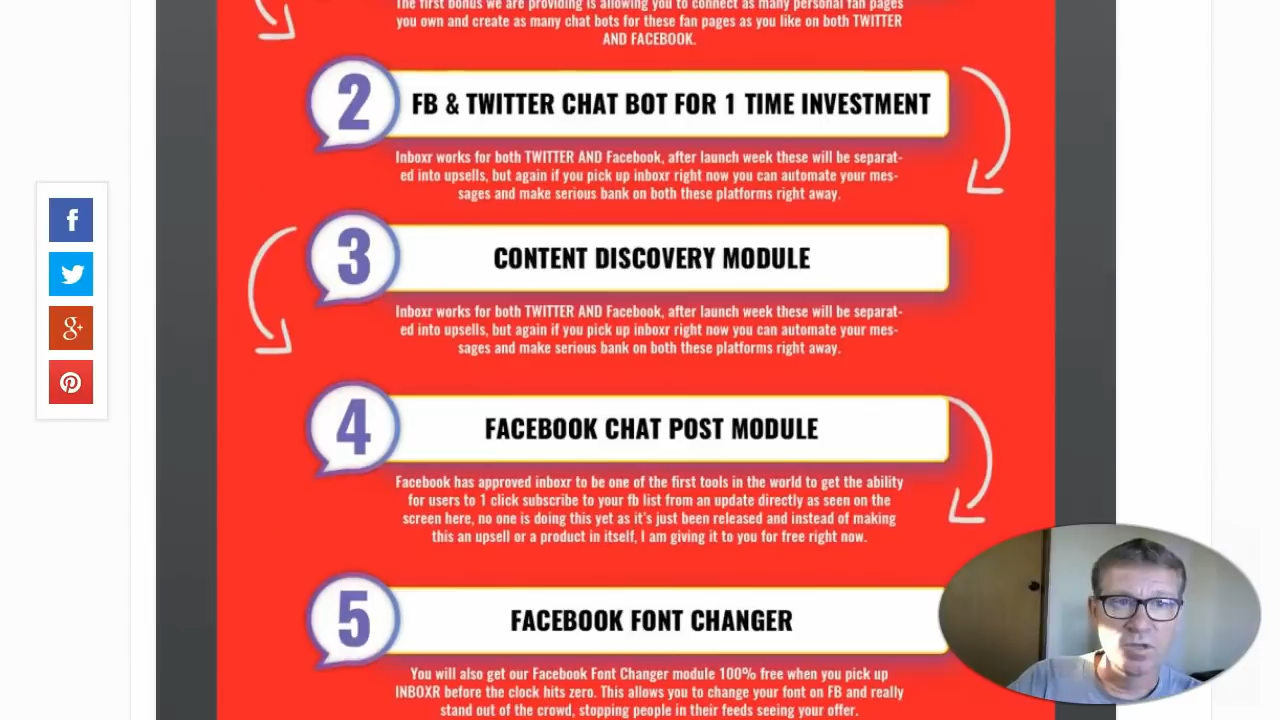 The first bonus we are providing is allowing you to connect as many personal fan pages
you own and create as many chat bots for these fan pages as you like on both TWITTER
AND FACEBOOK.
2
FB & TWITTER CHAT BOT FOR 1 TIME INVESTMENT
Inboxr works for both TWITTER AND Facebook, after launch week these will be separat-
ed into upsells, but again if you pick up inboxr right now you can automate your mes-
sages and make serious bank on both these platforms right away.
3
CONTENT DISCOVERY MODULE
Inboxr works for both TWITTER AND Facebook, after launch week these will be separat-
ed into upsells, but again if you pick up inboxr right now you can automate your mes-
sages and make serious bank on both these platforms right away.
4
FACEBOOK CHAT POST MODULE
Facebook has approved inboxr to be one of the first tools in the world to get the ability
for users to 1 click subscribe to your fb list from an update directly as seen on the
screen here, no one is doing this yet as it's just been released and instead of making
this an upsell or a product in itself, I am giving it to you for free right now.
5
FACEBOOK FONT CHANGER
You will also get our Facebook Font Changer module 100% free when you pick up
INBOXR before the clock hits zero. This allows you to change your font on FB and really
stand out of the crowd, stopping people in their feeds seeing your offer.